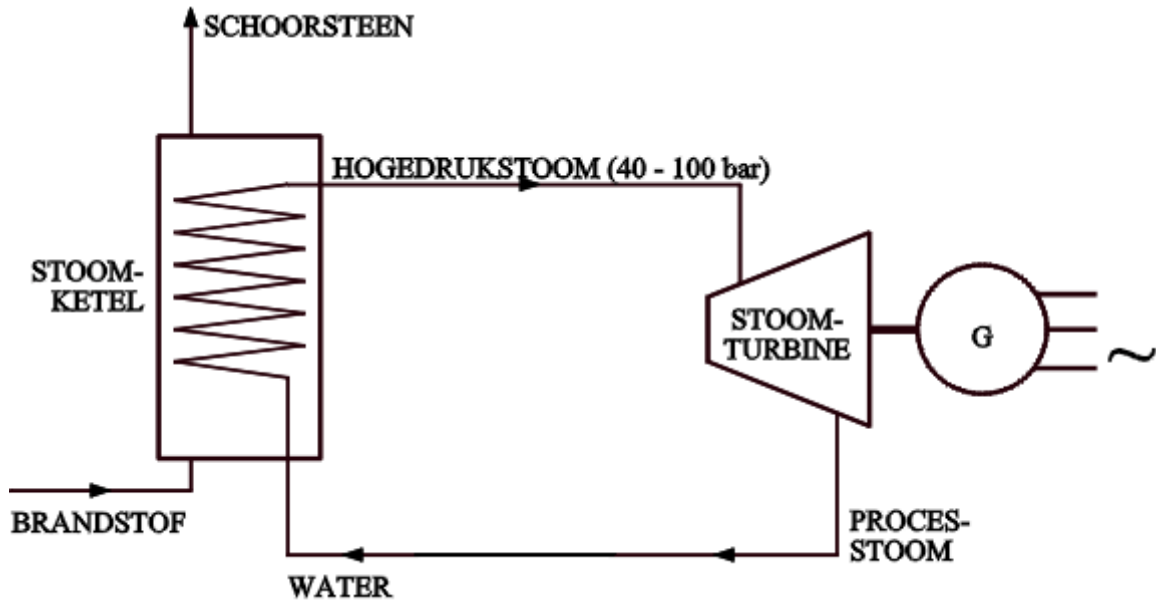 SCHOORSTEEN
HOGEDRUKSTOOM (40 - 100 bar)
STOOM-
KETEL
STOOM-
TURBINE
G
~
BRANDSTOF
PROCES-
STOOM
WATER